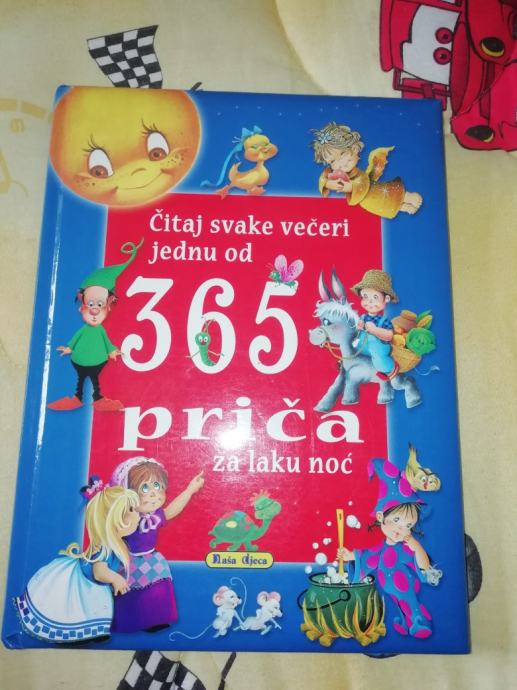 Čitaj svake večeri
jednu od
365
priča
za laku noć
Naša djeca